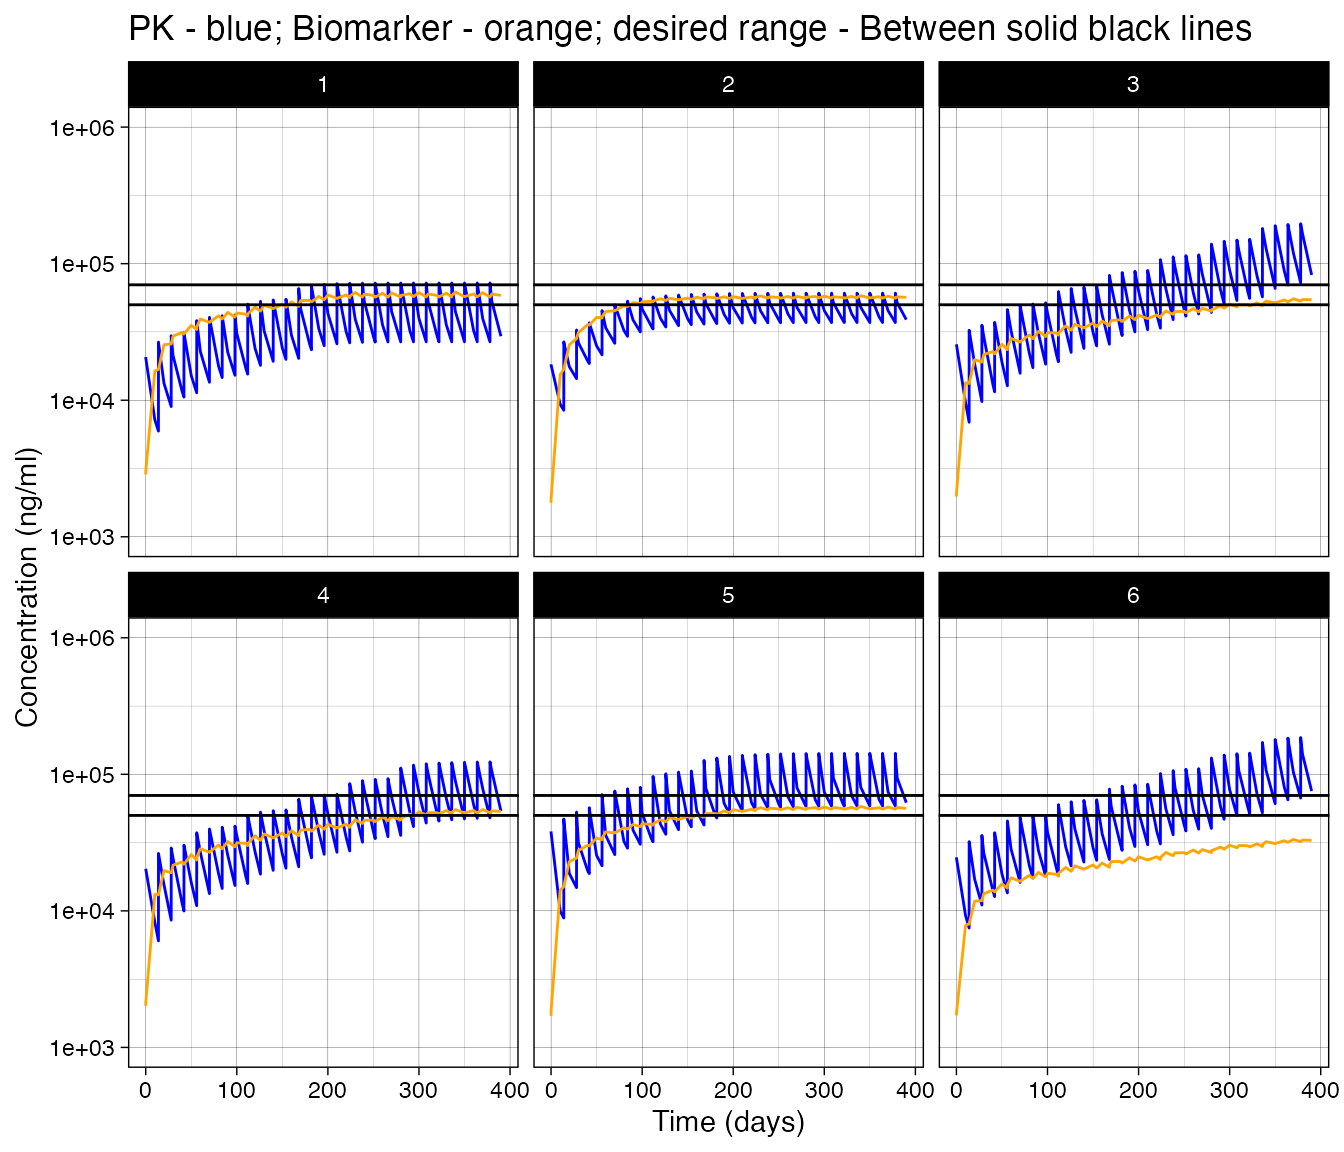 PK - blue; Biomarker - orange; desired range - Between solid black lines
1 2 3
1e+06
1e+05
1e+04
1e+03
4 5 6
1e+06
1e+05
1e+04
1e+03
Concentration (ng/ml)
0 100 200 300 400 0 100 200 300 400 0 100 200 300 400
Time (days)